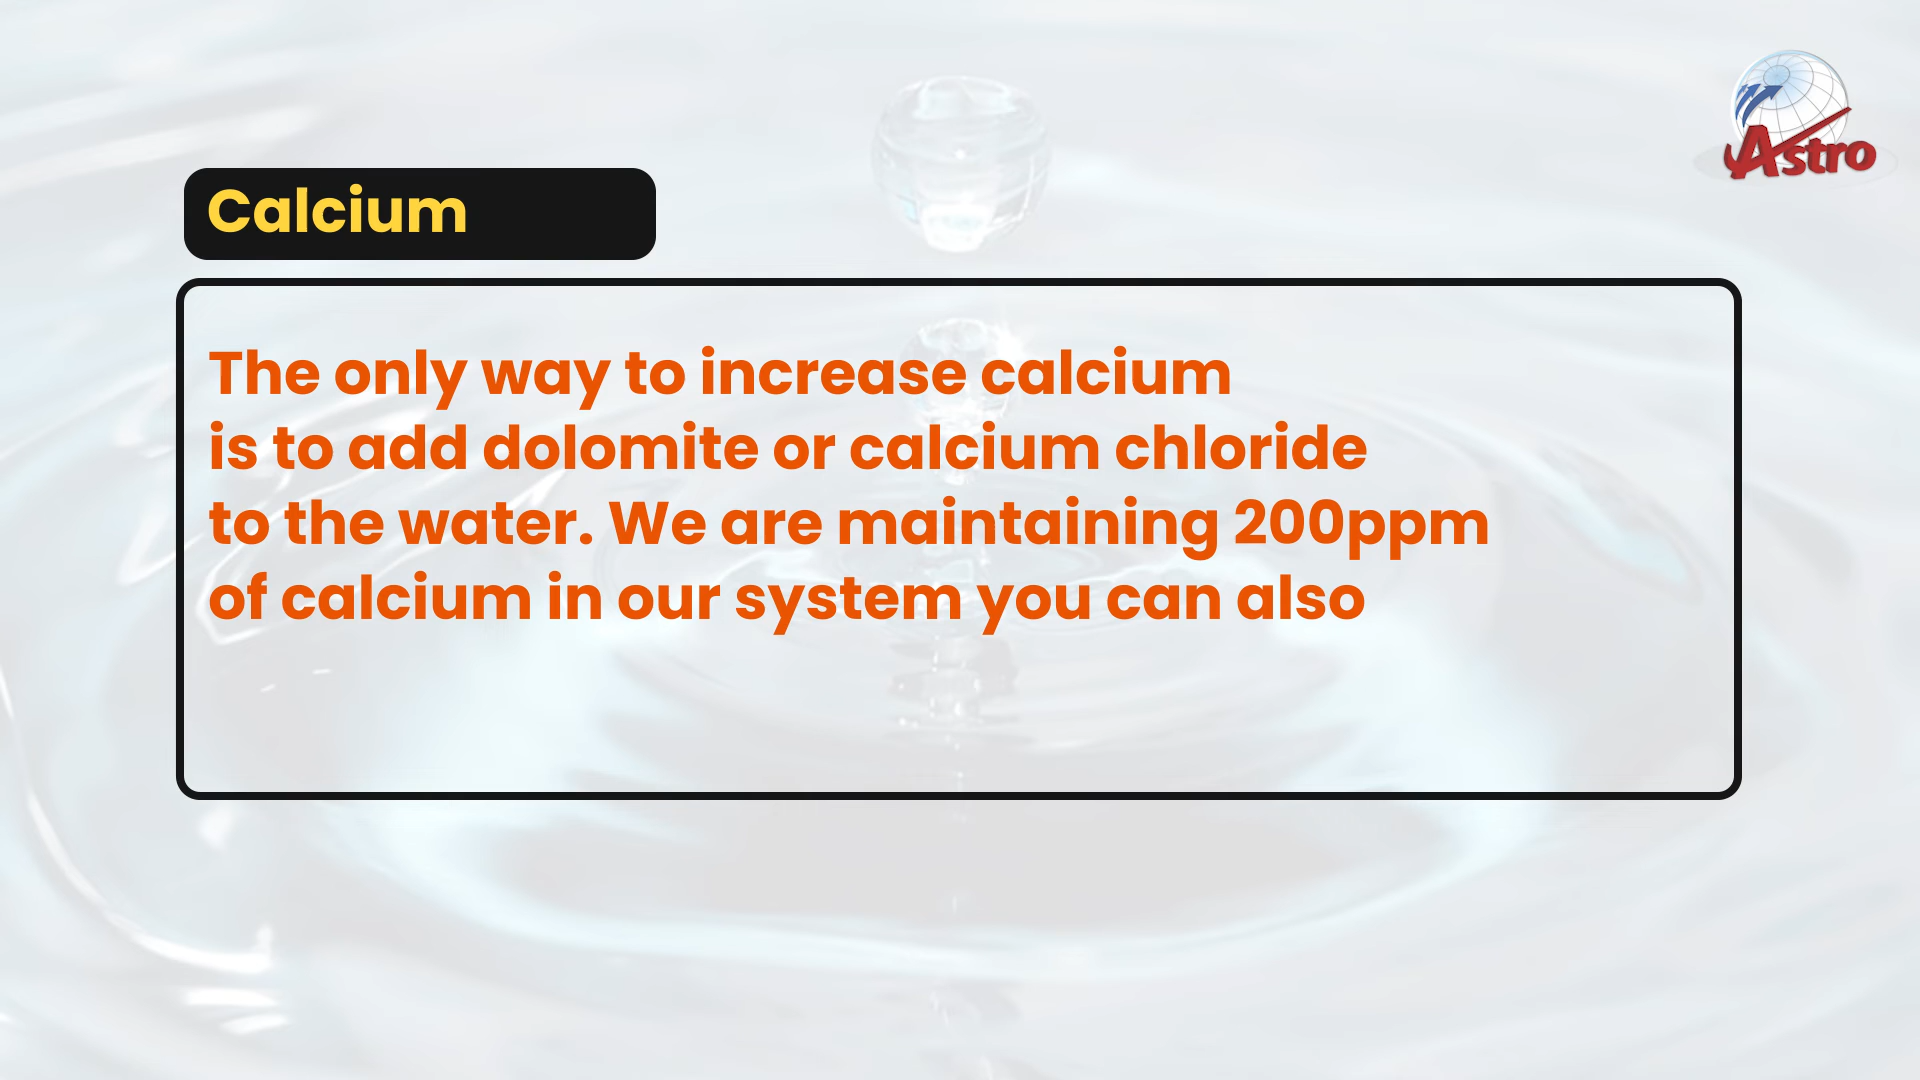 Astro
Calcium
The only way to increase calcium
is to add dolomite or calcium chloride
to the water. We are maintaining 200ppm
of calcium in our system you can also